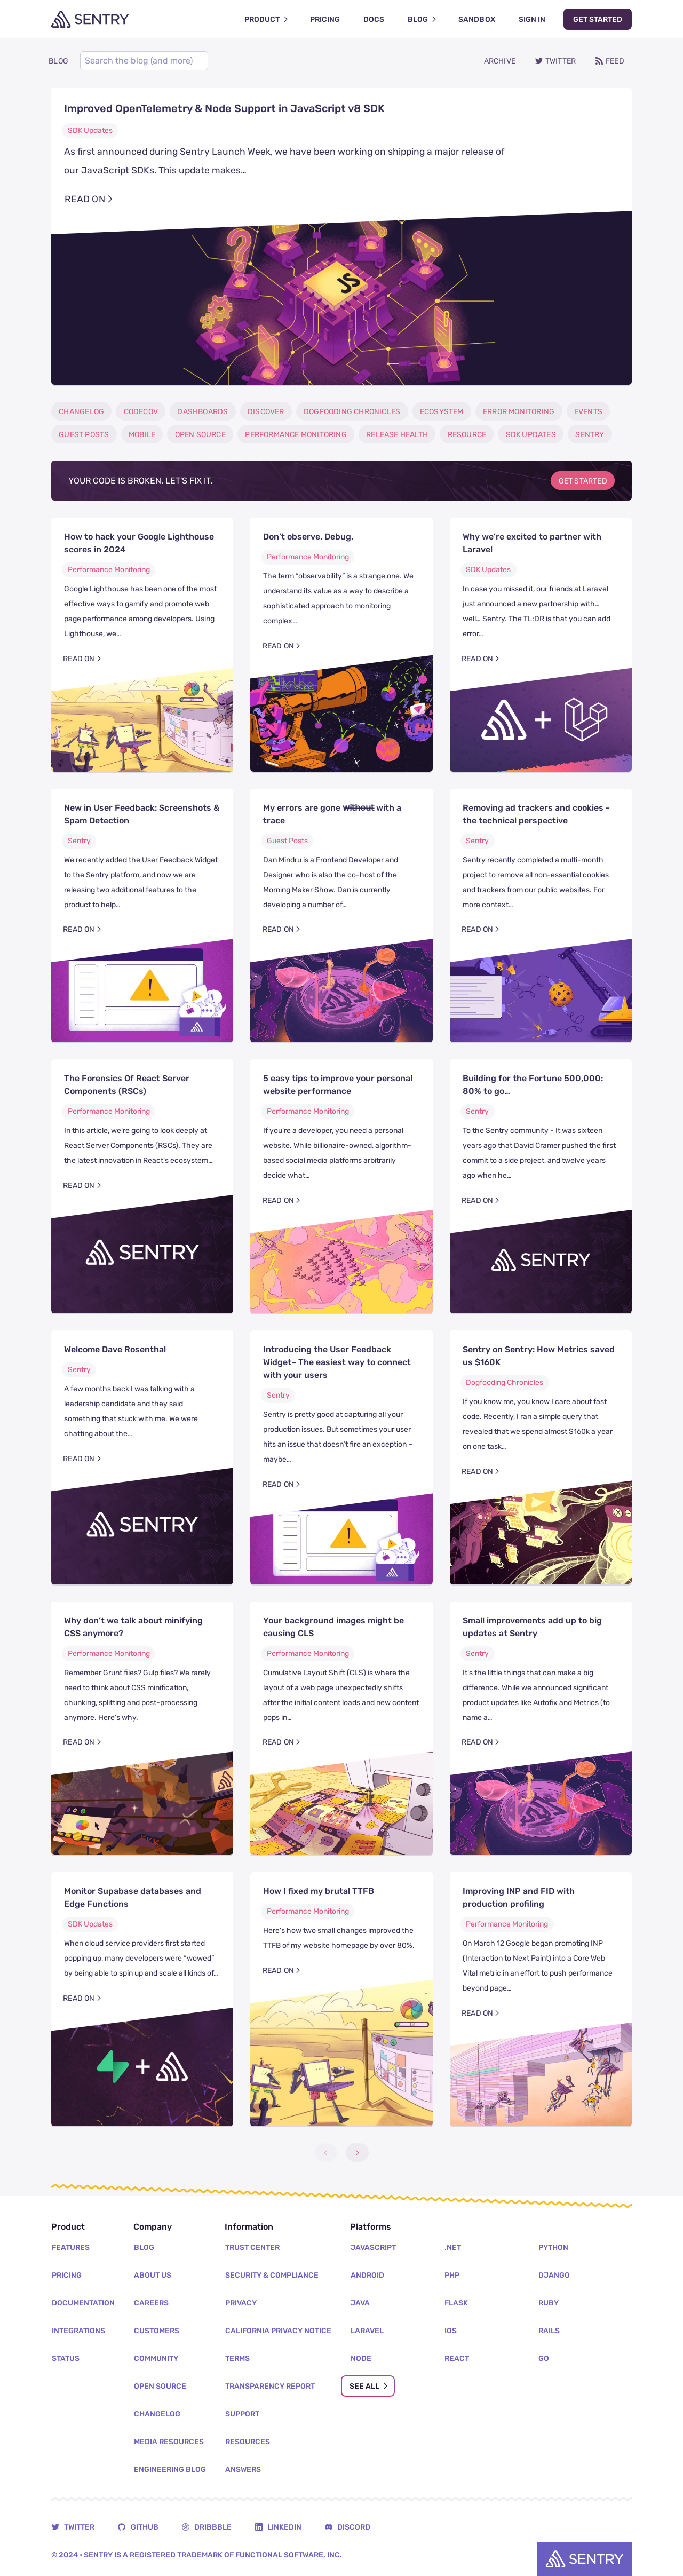 SENTRY
PRODUCT
PRICING
DOCS
BLOG
SANDBOX
SIGN IN
GET STARTED
BLOG
Search the blog (and more)
ARCHIVE
TWITTER
FEED
Improved OpenTelemetry & Node Support in JavaScript v8 SDK
SDK Updates
As first announced during Sentry Launch Week, we have been working on shipping a major release of
our JavaScript SDKs. This update makes…
READ ON
CHANGELOG
CODECOV
DASHBOARDS
DISCOVER
DOGFOODING CHRONICLES
ECOSYSTEM
ERROR MONITORING
EVENTS
GUEST POSTS
MOBILE
OPEN SOURCE
PERFORMANCE MONITORING
RELEASE HEALTH
RESOURCE
SDK UPDATES
SENTRY
YOUR CODE IS BROKEN. LET'S FIX IT.
GET STARTED
How to hack your Google Lighthouse
scores in 2024
Performance Monitoring
Google Lighthouse has been one of the most
effective ways to gamify and promote web
page performance among developers. Using
Lighthouse, we…
READ ON
Don't observe. Debug.
Performance Monitoring
The term "observability" is a strange one. We
understand its value as a way to describe a
sophisticated approach to monitoring
complex…
READ ON
Why we're excited to partner with
Laravel
SDK Updates
In case you missed it, our friends at Laravel
just announced a new partnership with…
well… Sentry. The TL;DR is that you can add
error…
READ ON
New in User Feedback: Screenshots &
Spam Detection
Sentry
We recently added the User Feedback Widget
to the Sentry platform, and now we are
releasing two additional features to the
product to help…
READ ON
My errors are gone without with a
trace
Guest Posts
Dan Mindru is a Frontend Developer and
Designer who is also the co-host of the
Morning Maker Show. Dan is currently
developing a number of…
READ ON
Removing ad trackers and cookies -
the technical perspective
Sentry
Sentry recently completed a multi-month
project to remove all non-essential cookies
and trackers from our public websites. For
more context…
READ ON
The Forensics Of React Server
Components (RSCs)
Performance Monitoring
In this article, we're going to look deeply at
React Server Components (RSCs). They are
the latest innovation in React's ecosystem…
READ ON
SENTRY
5 easy tips to improve your personal
website performance
Performance Monitoring
If you're a developer, you need a personal
website. While billionaire-owned, algorithm-
based social media platforms arbitrarily
decide what…
READ ON
Building for the Fortune 500,000:
80% to go…
Sentry
To the Sentry community - It was sixteen
years ago that David Cramer pushed the first
commit to a side project, and twelve years
ago when he…
READ ON
SENTRY
Welcome Dave Rosenthal
Sentry
A few months back I was talking with a
leadership candidate and they said
something that stuck with me. We were
chatting about the…
READ ON
SENTRY
Introducing the User Feedback
Widget– The easiest way to connect
with your users
Sentry
Sentry is pretty good at capturing all your
production issues. But sometimes your user
hits an issue that doesn't fire an exception –
maybe…
READ ON
Sentry on Sentry: How Metrics saved
us $160K
Dogfooding Chronicles
If you know me, you know I care about fast
code. Recently, I ran a simple query that
revealed that we spend almost $160k a year
on one task…
READ ON
Why don't we talk about minifying
CSS anymore?
Performance Monitoring
Remember Grunt files? Gulp files? We rarely
need to think about CSS minification,
chunking, splitting and post-processing
anymore. Here's why.
READ ON
Your background images might be
causing CLS
Performance Monitoring
Cumulative Layout Shift (CLS) is where the
layout of a web page unexpectedly shifts
after the initial content loads and new content
pops in…
READ ON
Small improvements add up to big
updates at Sentry
Sentry
It's the little things that can make a big
difference. While we announced significant
product updates like Autofix and Metrics (to
name a…
READ ON
Monitor Supabase databases and
Edge Functions
SDK Updates
When cloud service providers first started
popping up, many developers were "wowed"
by being able to spin up and scale all kinds of…
READ ON
How I fixed my brutal TTFB
Performance Monitoring
Here's how two small changes improved the
TTFB of my website homepage by over 80%.
READ ON
Improving INP and FID with
production profiling
Performance Monitoring
On March 12 Google began promoting INP
(Interaction to Next Paint) into a Core Web
Vital metric in an effort to push performance
beyond page…
READ ON
Product
FEATURES
PRICING
DOCUMENTATION
INTEGRATIONS
STATUS
Company
BLOG
ABOUT US
CAREERS
CUSTOMERS
COMMUNITY
OPEN SOURCE
CHANGELOG
MEDIA RESOURCES
ENGINEERING BLOG
Information
TRUST CENTER
SECURITY & COMPLIANCE
PRIVACY
CALIFORNIA PRIVACY NOTICE
TERMS
TRANSPARENCY REPORT
SUPPORT
RESOURCES
ANSWERS
Platforms
JAVASCRIPT
ANDROID
JAVA
LARAVEL
NODE
SEE ALL
.NET
PHP
FLASK
IOS
REACT
PYTHON
DJANGO
RUBY
RAILS
GO
TWITTER
GITHUB
DRIBBBLE
LINKEDIN
DISCORD
© 2024 • SENTRY IS A REGISTERED TRADEMARK OF FUNCTIONAL SOFTWARE, INC.
SENTRY